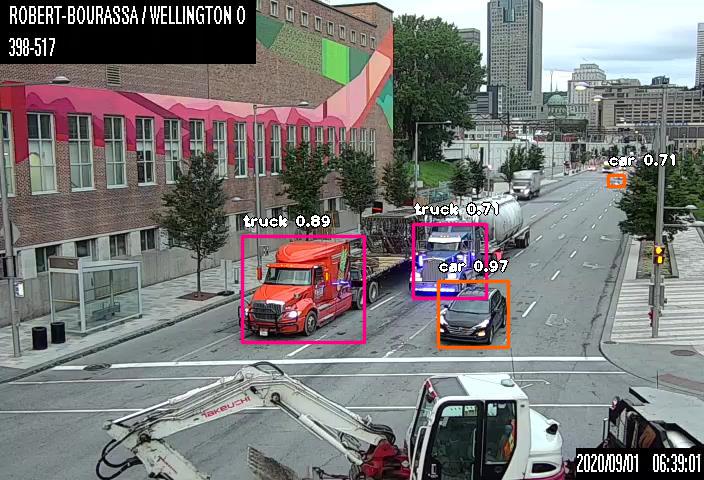 ROBERT-BOURASSA / WELLINGTON O
398-517
car 0.71
truck 0.89
truck 0.71
car 0.97
TAKEUCHI
2020/09/01 06:39:01